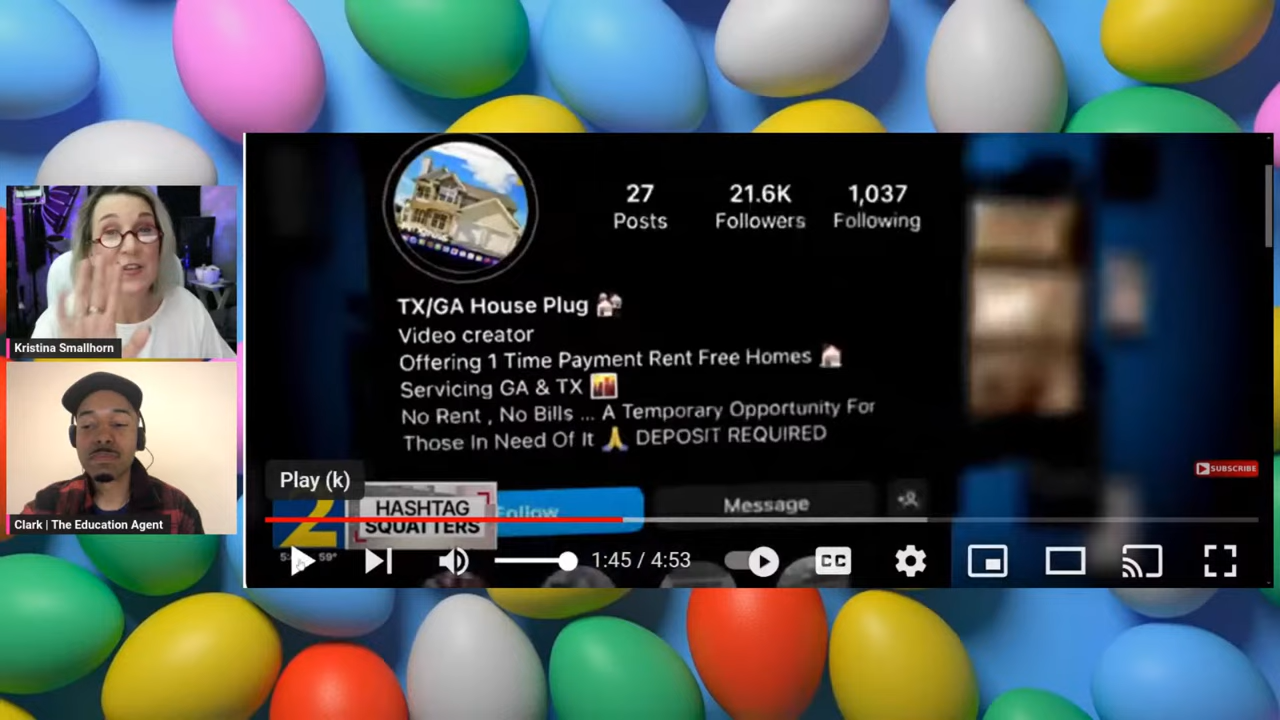 27
Posts
21.6K
Followers
1,037
Following
TX/GA House Plug
Video creator
Offering 1 Time Payment Rent Free Homes
Servicing GA & TX
No Rent , No Bills ... A Temporary Opportunity For
Those In Need Of It 🙏 DEPOSIT REQUIRED
Kristina Smallhorn
Clark | The Education Agent
SUBSCRIBE
Play (k)
2
HASHTAG
SQUATTERS
Follow
Message
59°
1:45 / 4:53
CC